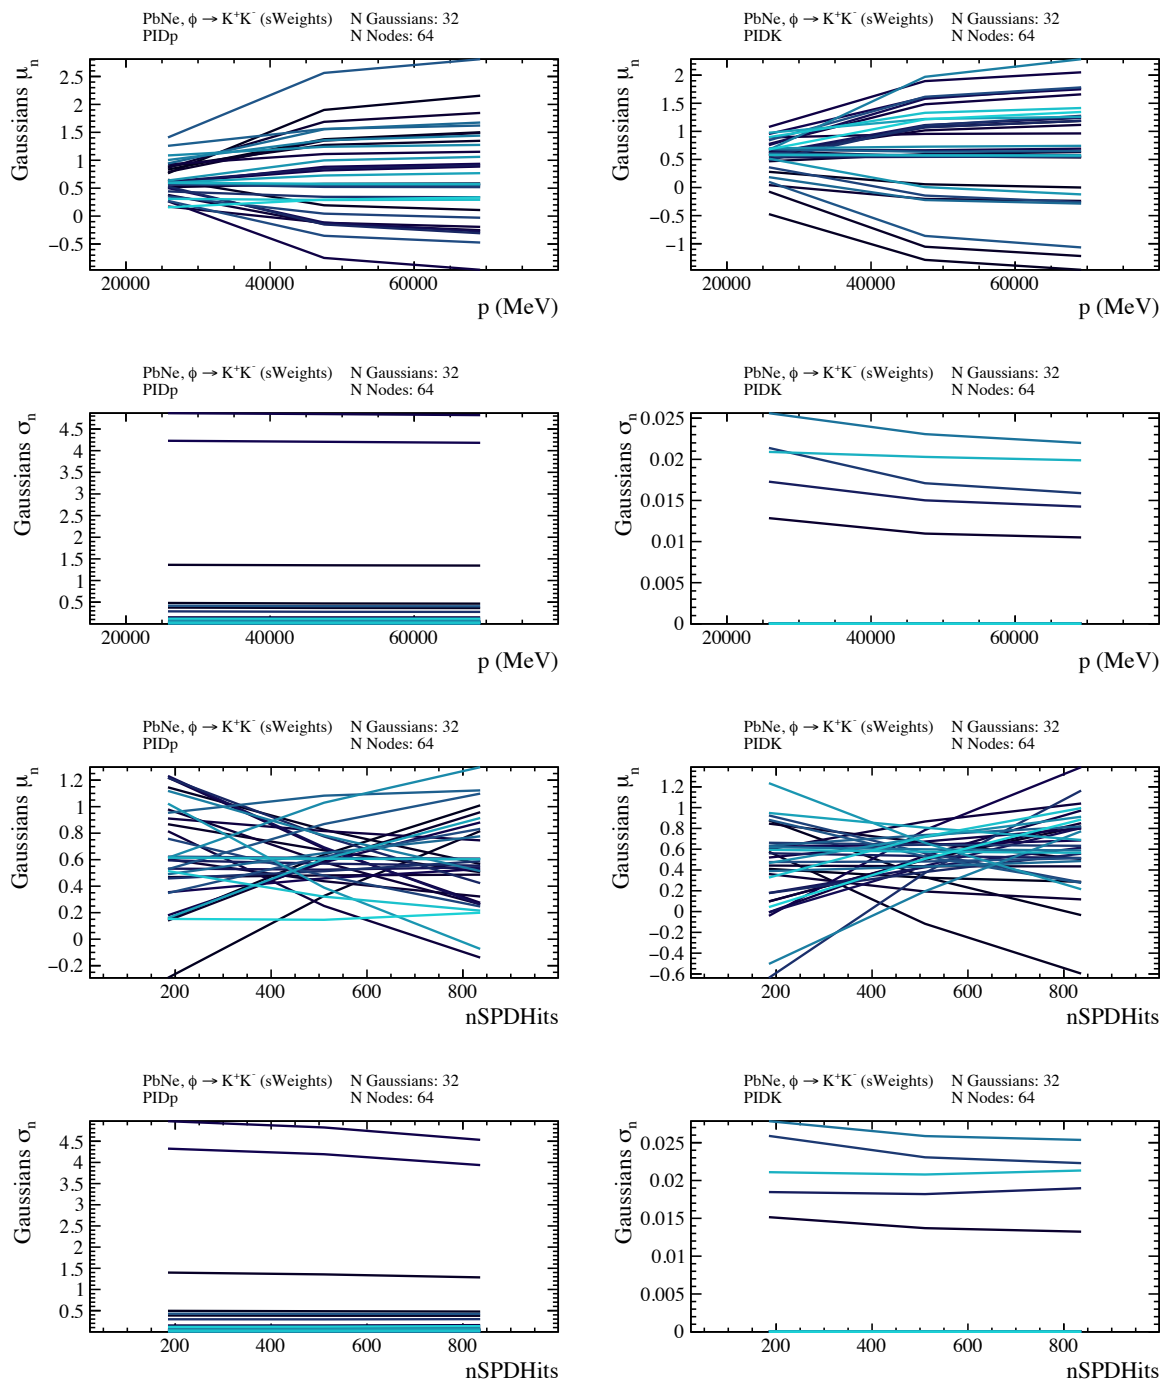 PbNe, ϕ → K⁺K⁻ (sWeights) N Gaussians: 32
PIDp N Nodes: 64
Gaussians μₙ
2.5
2
1.5
1
0.5
0
−0.5
20000 40000 60000
p (MeV)
PbNe, ϕ → K⁺K⁻ (sWeights) N Gaussians: 32
PIDK N Nodes: 64
Gaussians μₙ
2
1.5
1
0.5
0
−0.5
−1
20000 40000 60000
p (MeV)
PbNe, ϕ → K⁺K⁻ (sWeights) N Gaussians: 32
PIDp N Nodes: 64
Gaussians σₙ
4.5
4
3.5
3
2.5
2
1.5
1
0.5
20000 40000 60000
p (MeV)
PbNe, ϕ → K⁺K⁻ (sWeights) N Gaussians: 32
PIDK N Nodes: 64
Gaussians σₙ
0.025
0.02
0.015
0.01
0.005
0
20000 40000 60000
p (MeV)
PbNe, ϕ → K⁺K⁻ (sWeights) N Gaussians: 32
PIDp N Nodes: 64
Gaussians μₙ
1.2
1
0.8
0.6
0.4
0.2
0
−0.2
200 400 600 800
nSPDHits
PbNe, ϕ → K⁺K⁻ (sWeights) N Gaussians: 32
PIDK N Nodes: 64
Gaussians μₙ
1.2
1
0.8
0.6
0.4
0.2
0
−0.2
−0.4
−0.6
200 400 600 800
nSPDHits
PbNe, ϕ → K⁺K⁻ (sWeights) N Gaussians: 32
PIDp N Nodes: 64
Gaussians σₙ
4.5
4
3.5
3
2.5
2
1.5
1
0.5
200 400 600 800
nSPDHits
PbNe, ϕ → K⁺K⁻ (sWeights) N Gaussians: 32
PIDK N Nodes: 64
Gaussians σₙ
0.025
0.02
0.015
0.01
0.005
0
200 400 600 800
nSPDHits